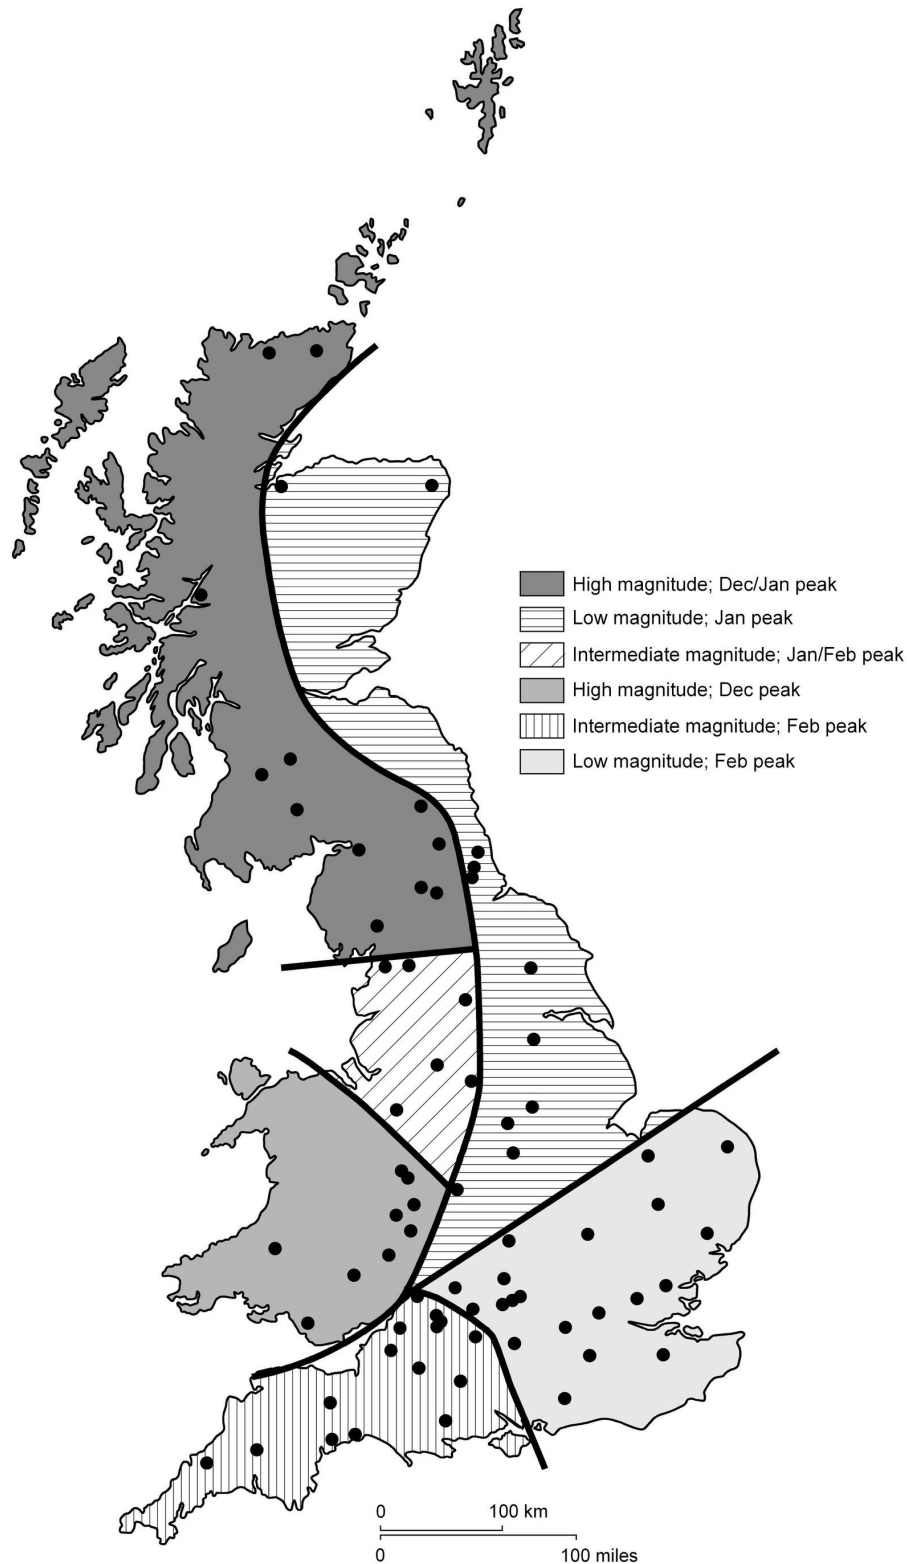 High magnitude; Dec/Jan peak
Low magnitude; Jan peak
Intermediate magnitude; Jan/Feb peak
High magnitude; Dec peak
Intermediate magnitude; Feb peak
Low magnitude; Feb peak
0 100 km
0 100 miles